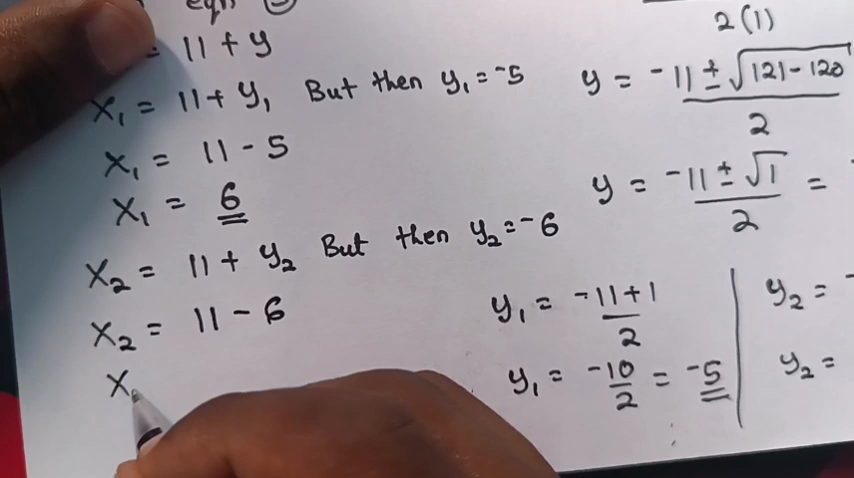 eqn
= 11 + y
x₁ = 11 + y₁ But then y₁ = ⁻5
x₁ = 11 - 5
x₁ = 6
x₂ = 11 + y₂ But then y₂ = ⁻6
x₂ = 11 - 6
x
2(1)
y = ⁻11 ± √121 - 120
2
y = ⁻11 ± √1 =
2
y₁ = ⁻11 + 1
2
y₁ = ⁻10/2 = ⁻5
y₂ = ⁻
y₂ =